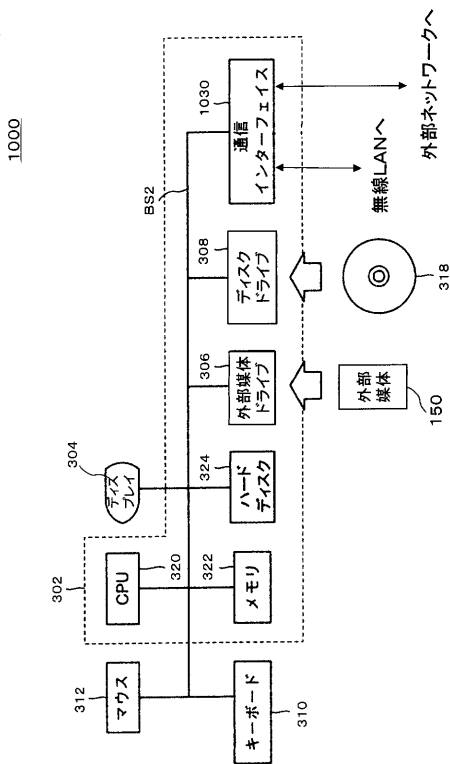 1000
302
304
312
マウス
CPU
320
ディス
プレイ
BS2
1030
通信
インターフェイス
310
キーボード
322
メモリ
324
ハード
ディスク
306
外部媒体
ドライブ
308
ディスク
ドライブ
150
外部
媒体
318
無線LANへ
外部ネットワークへ